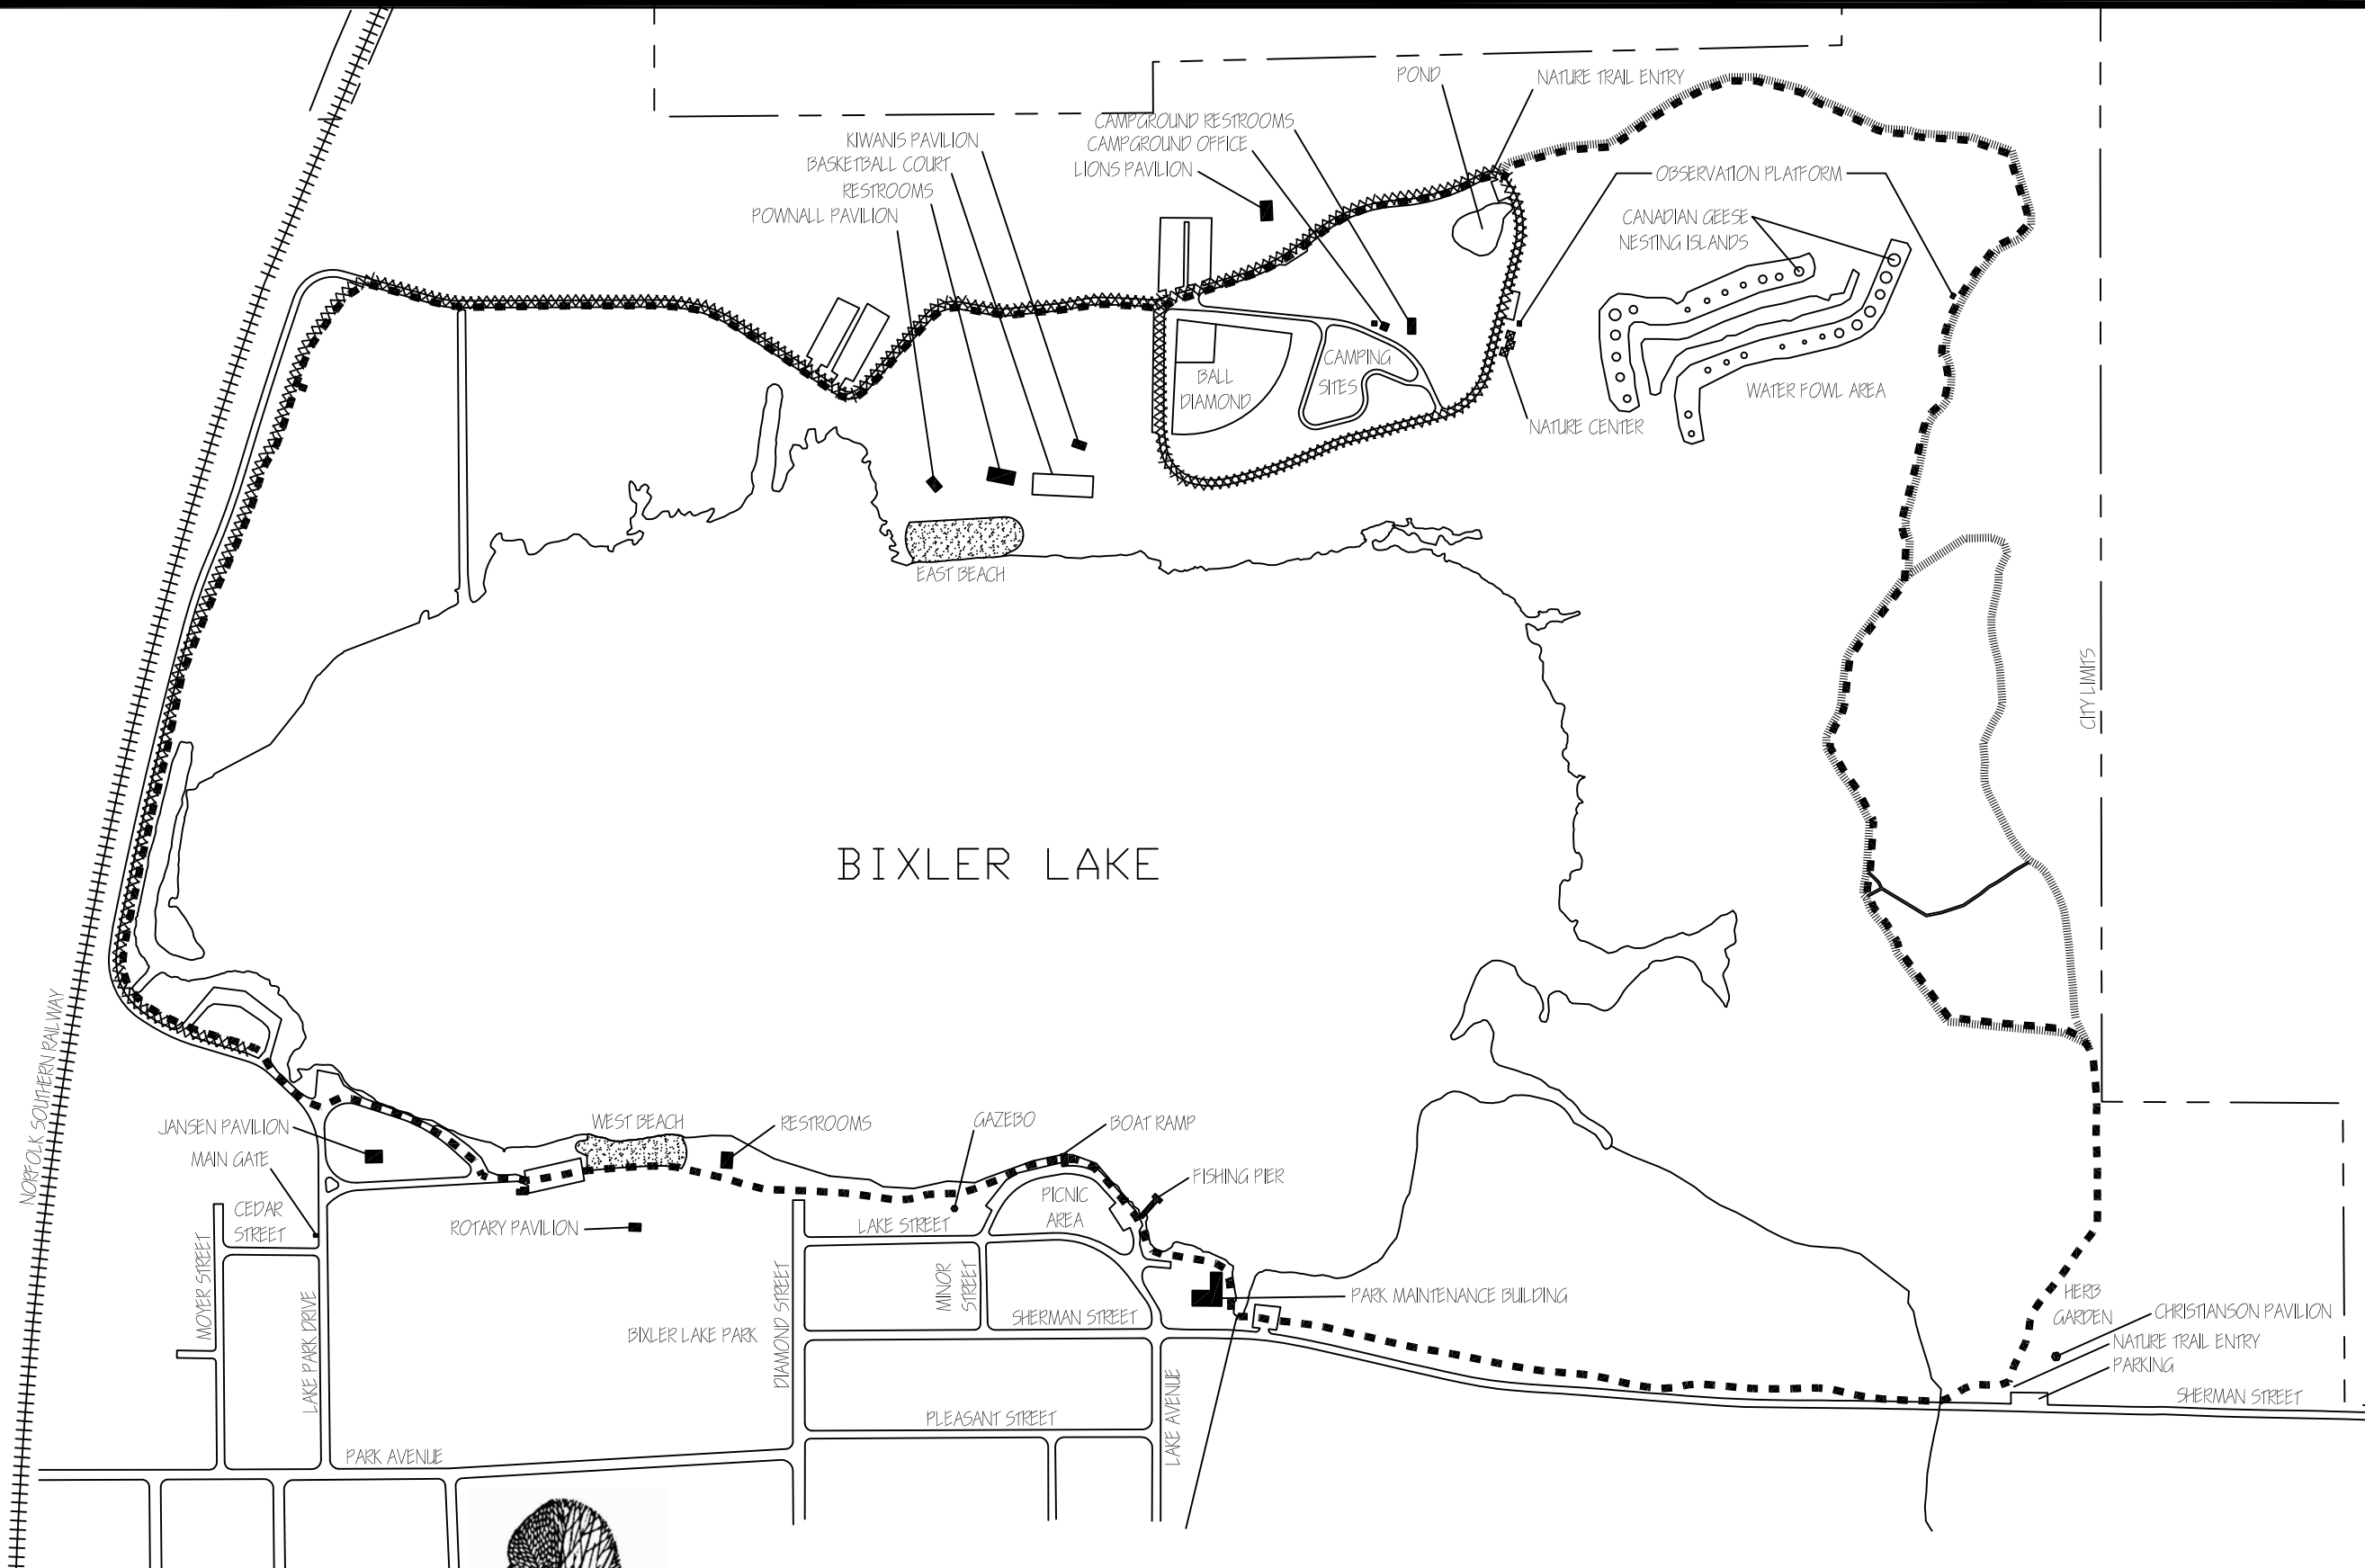 POND
NATURE TRAIL ENTRY
CAMPGROUND RESTROOMS
KIWANIS PAVILION
CAMPGROUND OFFICE
BASKETBALL COURT
LIONS PAVILION
OBSERVATION PLATFORM
RESTROOMS
POWNALL PAVILION
CANADIAN GEESE
NESTING ISLANDS
CAMPING
SITES
BALL
DIAMOND
WATER FOWL AREA
NATURE CENTER
EAST BEACH
CITY LIMITS
BIXLER LAKE
NORFOLK SOUTHERN RAILWAY
JANSEN PAVILION
WEST BEACH
RESTROOMS
GAZEBO
BOAT RAMP
MAIN GATE
FISHING PIER
PICNIC
AREA
CEDAR
STREET
ROTARY PAVILION
LAKE STREET
MOYER STREET
LAKE PARK DRIVE
DIAMOND STREET
MINOR
STREET
PARK MAINTENANCE BUILDING
HERB
GARDEN
CHRISTIANSON PAVILION
SHERMAN STREET
BIXLER LAKE PARK
NATURE TRAIL ENTRY
PARKING
SHERMAN STREET
LAKE AVENUE
PLEASANT STREET
PARK AVENUE